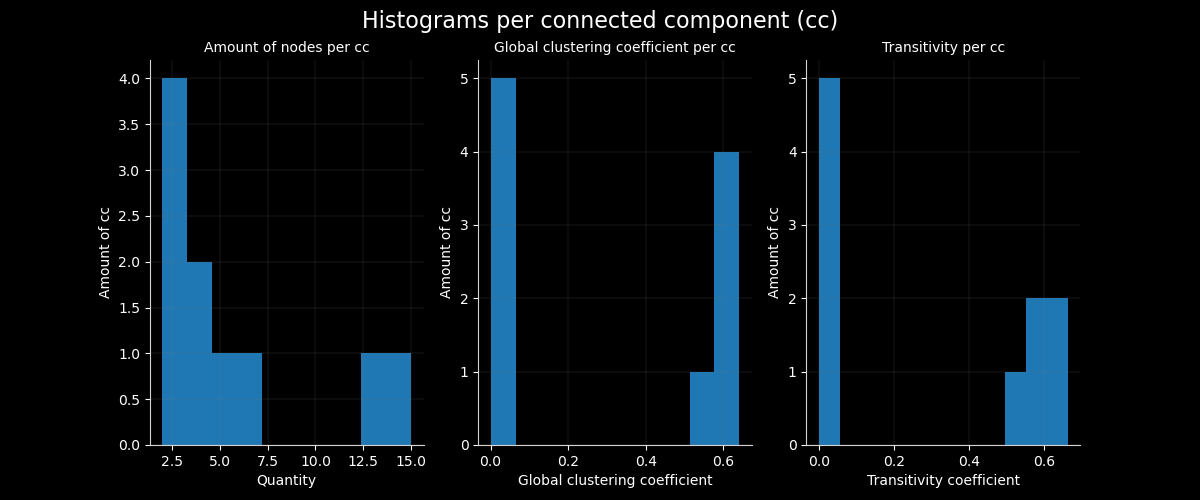 Histograms per connected component (cc)
Amount of nodes per cc
Global clustering coefficient per cc
Transitivity per cc
4.0
3.5
3.0
2.5
2.0
1.5
1.0
0.5
0.0
Amount of cc
2.5 5.0 7.5 10.0 12.5 15.0
Quantity
5
4
3
2
1
0
Amount of cc
0.0 0.2 0.4 0.6
Global clustering coefficient
5
4
3
2
1
0
Amount of cc
0.0 0.2 0.4 0.6
Transitivity coefficient